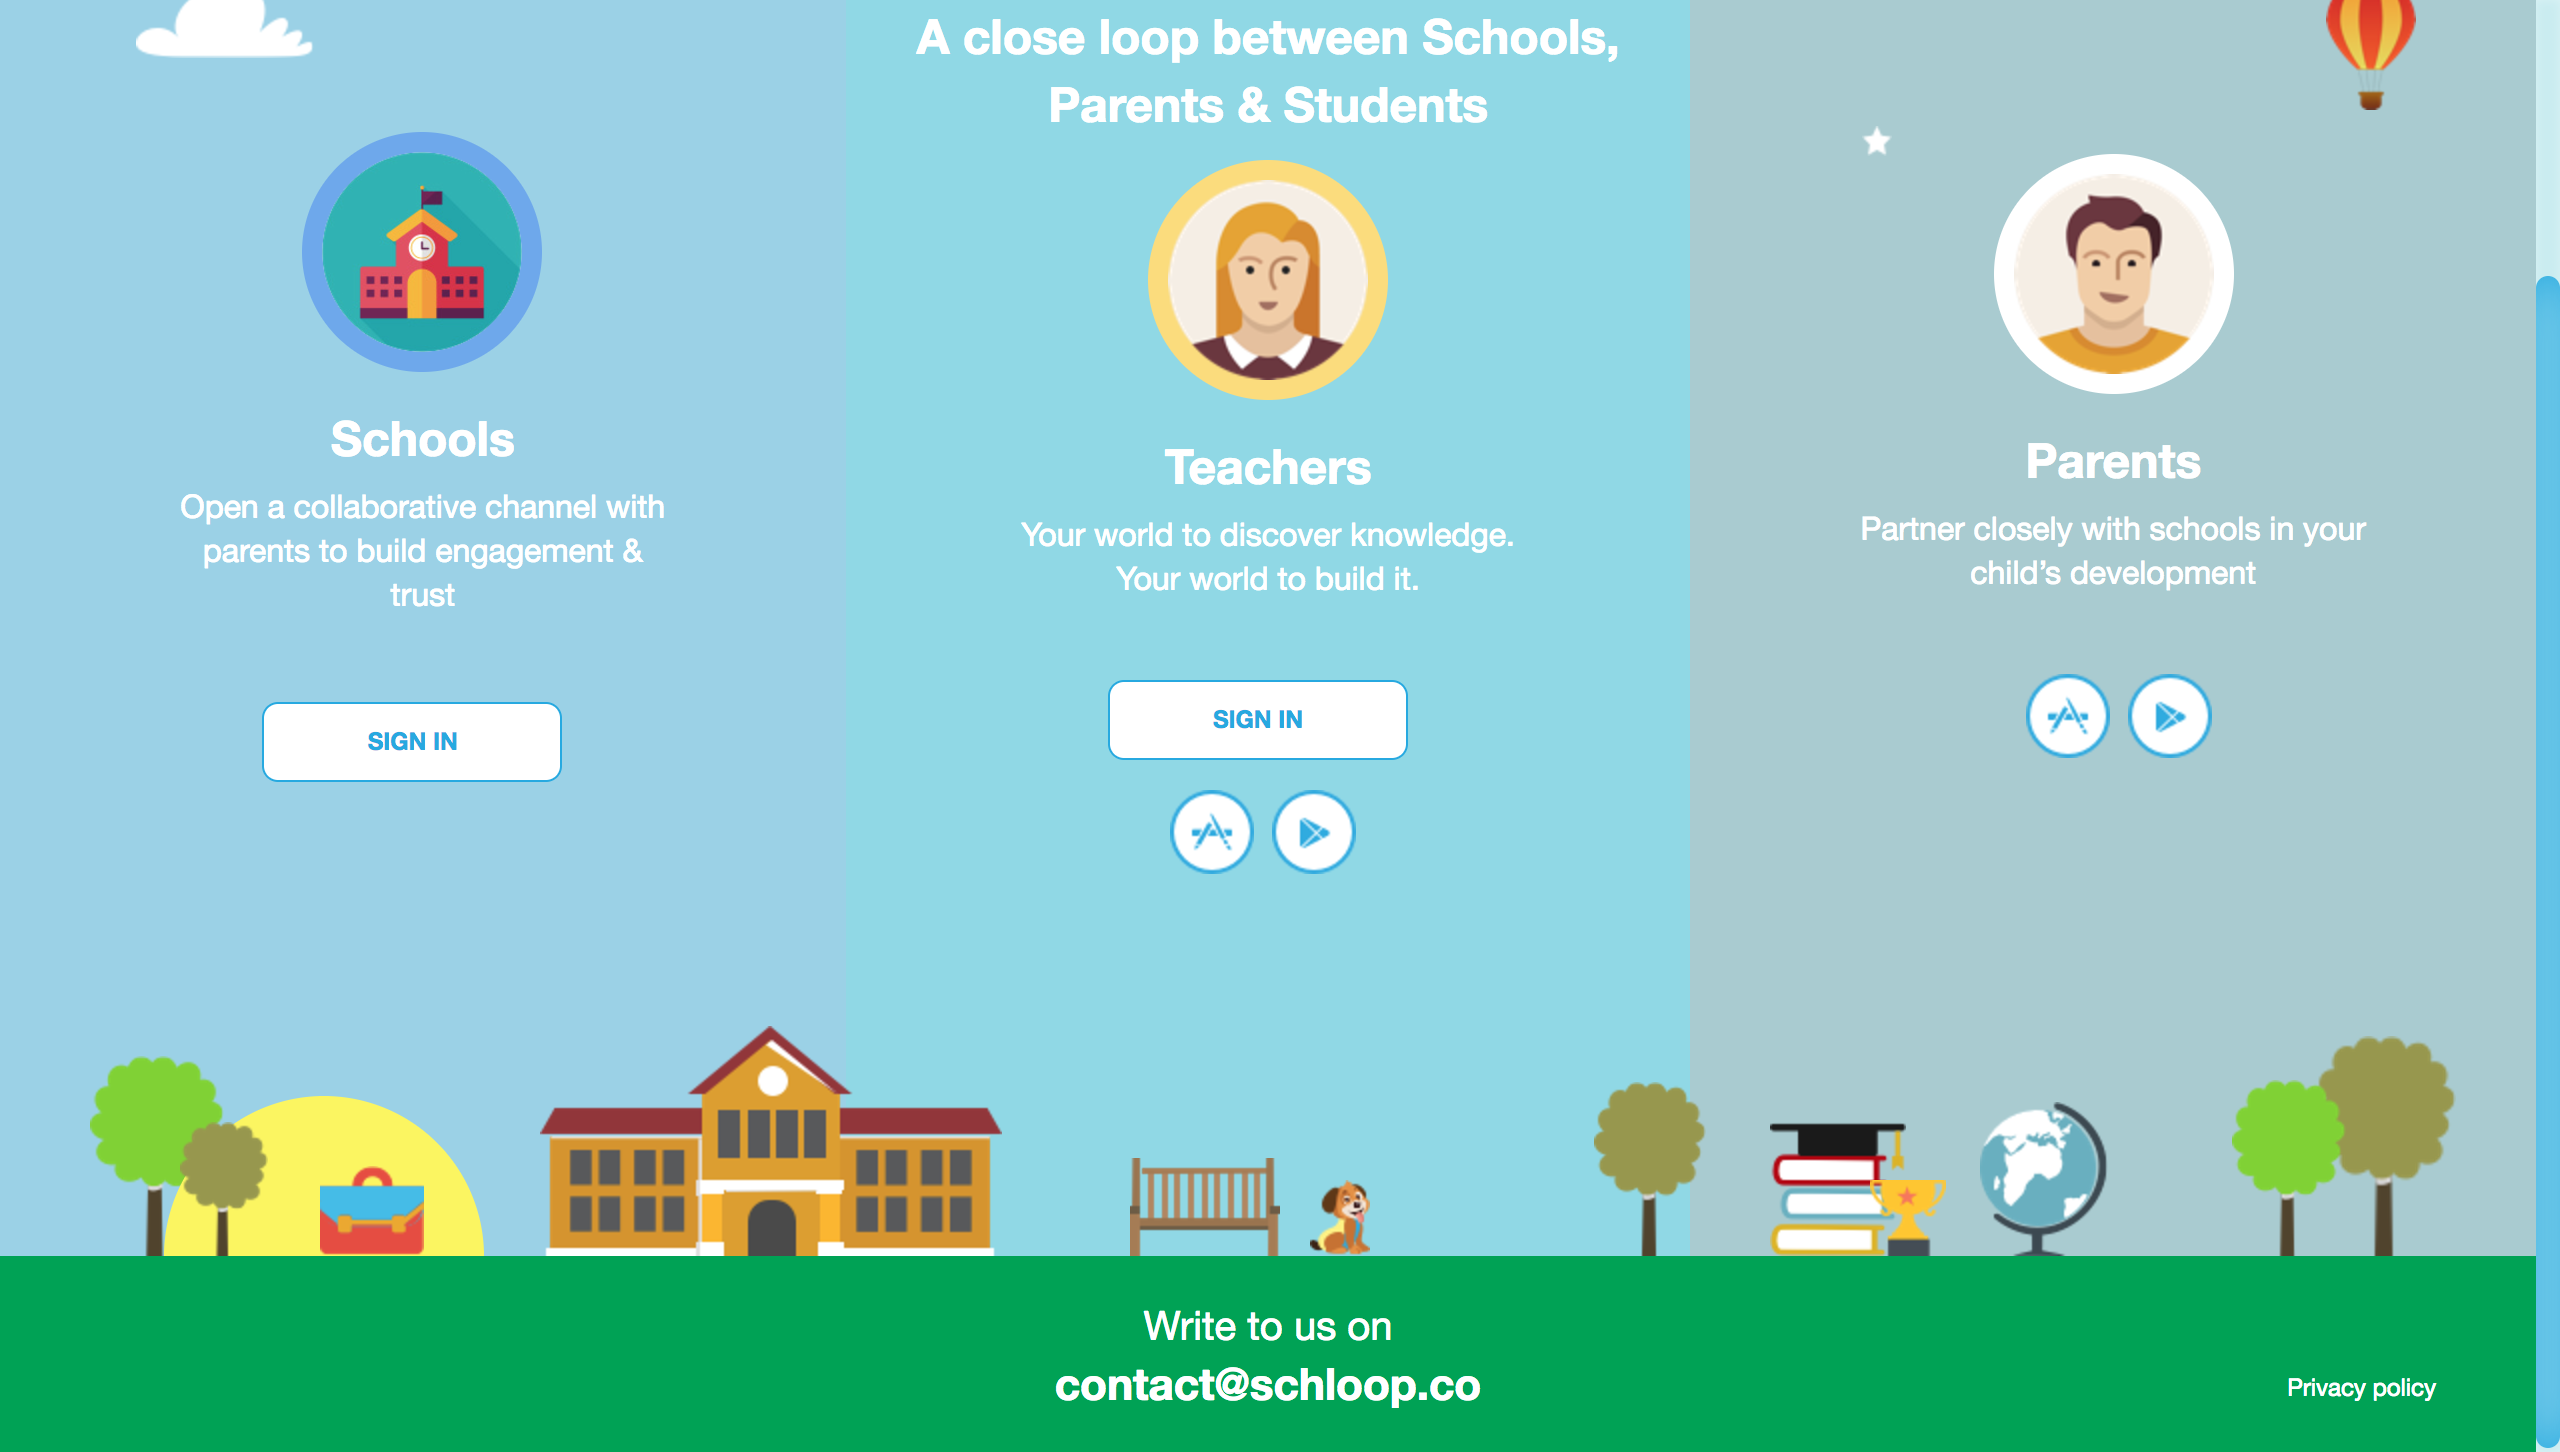 A close loop between Schools,
Parents & Students
Schools
Open a collaborative channel with
parents to build engagement &
trust
SIGN IN
Teachers
Your world to discover knowledge.
Your world to build it.
SIGN IN
Parents
Partner closely with schools in your
child’s development
Write to us on
contact@schloop.co
Privacy policy